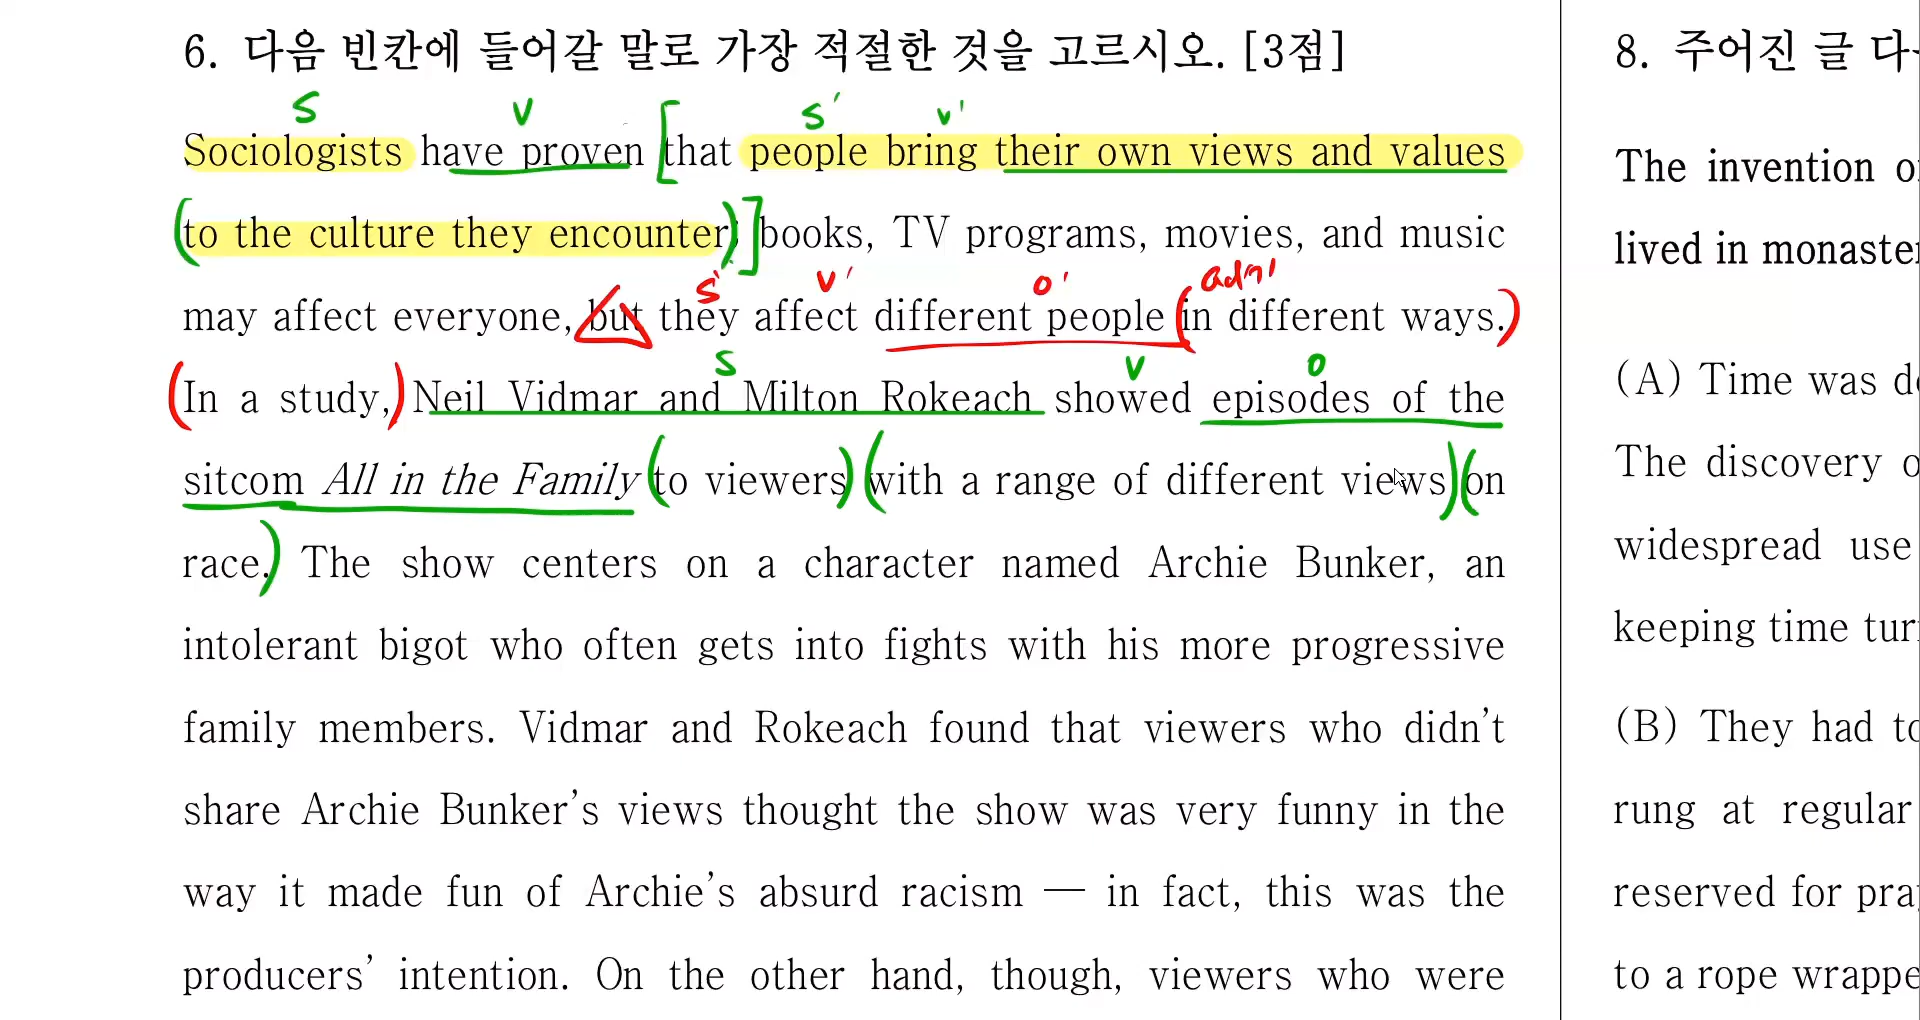 6. 다음 빈칸에 들어갈 말로 가장 적절한 것을 고르시오. [3점]
S V S' V'
Sociologists have proven [that people bring their own views and values
(to the culture they encounter;)] books, TV programs, movies, and music
S' V' O'
may affect everyone, but they affect different people (in different ways.)
S V O
(In a study,) Neil Vidmar and Milton Rokeach showed episodes of the
sitcom All in the Family (to viewers) (with a range of different views) (on
race.) The show centers on a character named Archie Bunker, an
intolerant bigot who often gets into fights with his more progressive
family members. Vidmar and Rokeach found that viewers who didn't
share Archie Bunker's views thought the show was very funny in the
way it made fun of Archie's absurd racism — in fact, this was the
producers' intention. On the other hand, though, viewers who were
8. 주어진 글 다
The invention o
lived in monaster
(A) Time was d
The discovery o
widespread use
keeping time tur
(B) They had to
rung at regular
reserved for pra
to a rope wrappe